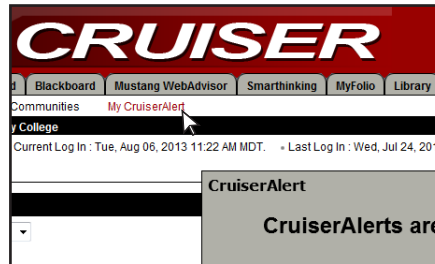 CRUISER
d Blackboard Mustang WebAdvisor Smarthinking MyFolio Library
Communities My CruiserAlert
y College
Current Log In : Tue, Aug 06, 2013 11:22 AM MDT. • Last Log In : Wed, Jul 24, 201
CruiserAlert
CruiserAlerts are